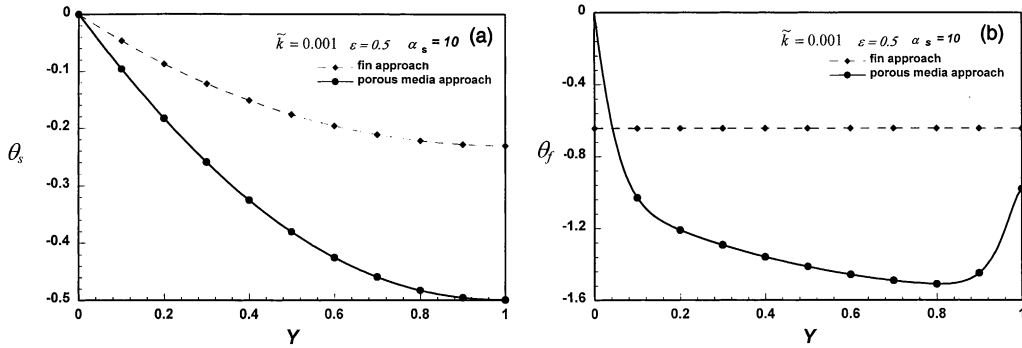 (a)
k̃ = 0.001 ε = 0.5 α s = 10
fin approach
porous media approach
0
-0.1
-0.2
-0.3
-0.4
-0.5
θs
0 0.2 0.4 0.6 0.8 1
Y
(b)
k̃ = 0.001 ε = 0.5 α s = 10
fin approach
porous media approach
0
-0.4
-0.8
-1.2
-1.6
θf
0 0.2 0.4 0.6 0.8 1
Y